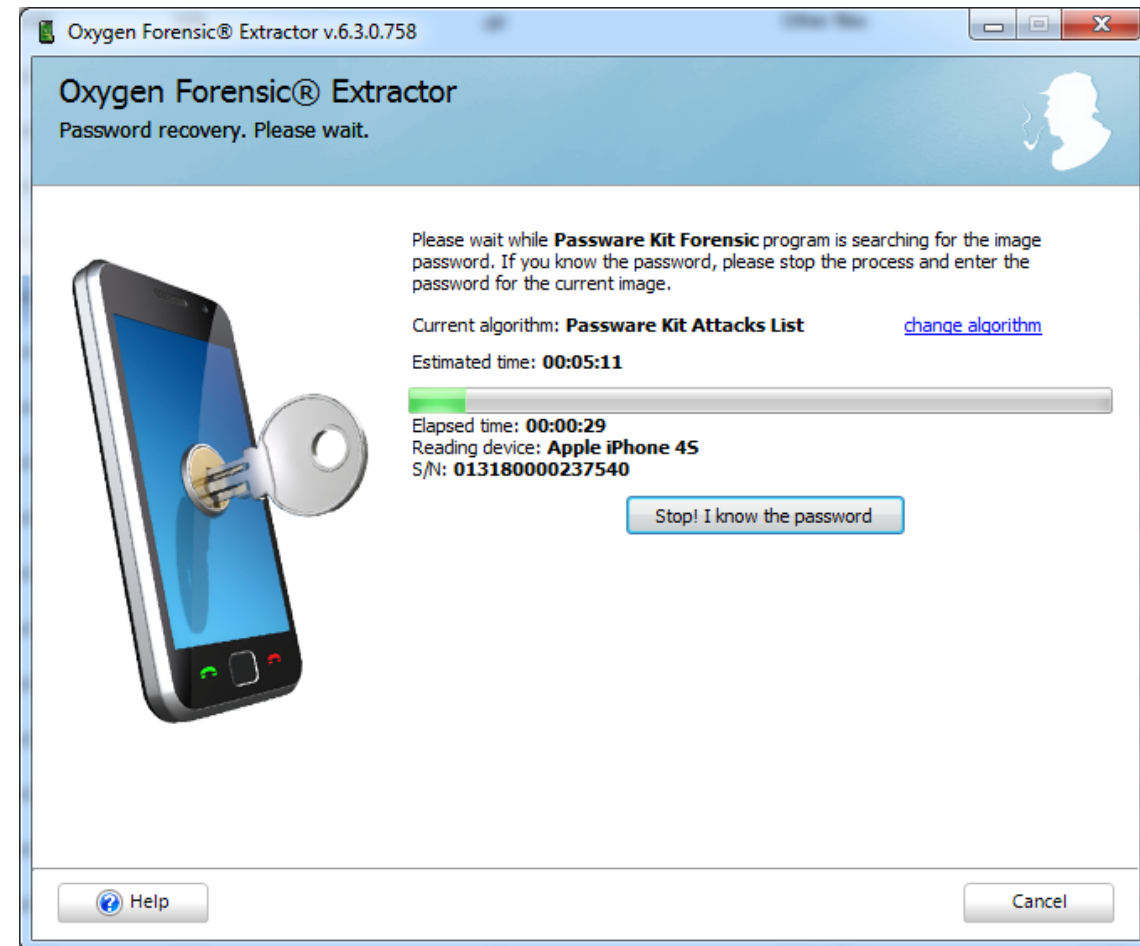 Oxygen Forensic® Extractor v.6.3.0.758
Oxygen Forensic® Extractor
Password recovery. Please wait.
Please wait while Passware Kit Forensic program is searching for the image
password. If you know the password, please stop the process and enter the
password for the current image.
Current algorithm: Passware Kit Attacks List change algorithm
Estimated time: 00:05:11
Elapsed time: 00:00:29
Reading device: Apple iPhone 4S
S/N: 013180000237540
Stop! I know the password
Help
Cancel